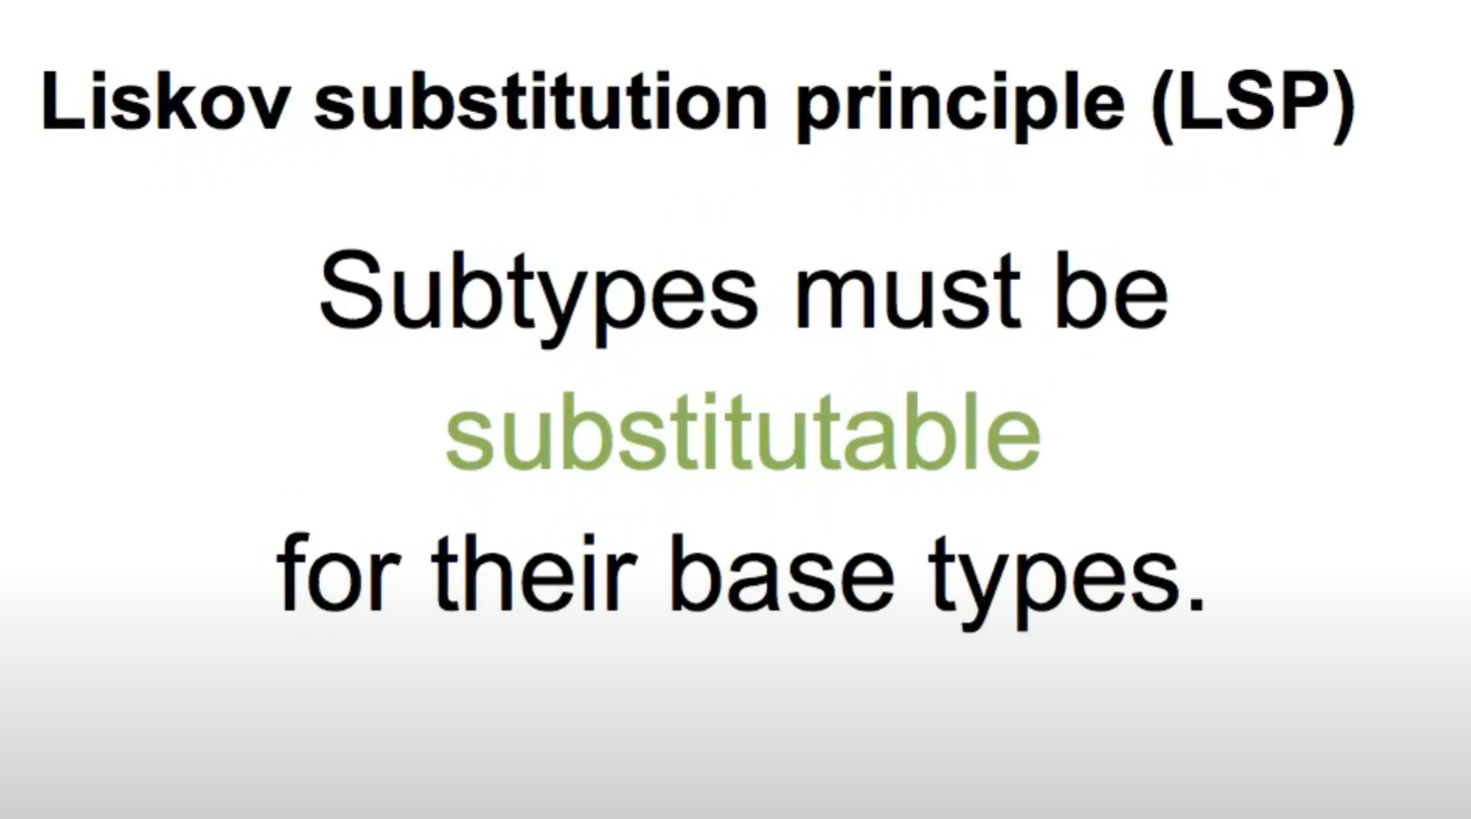 Liskov substitution principle (LSP)
Subtypes must be
substitutable
for their base types.